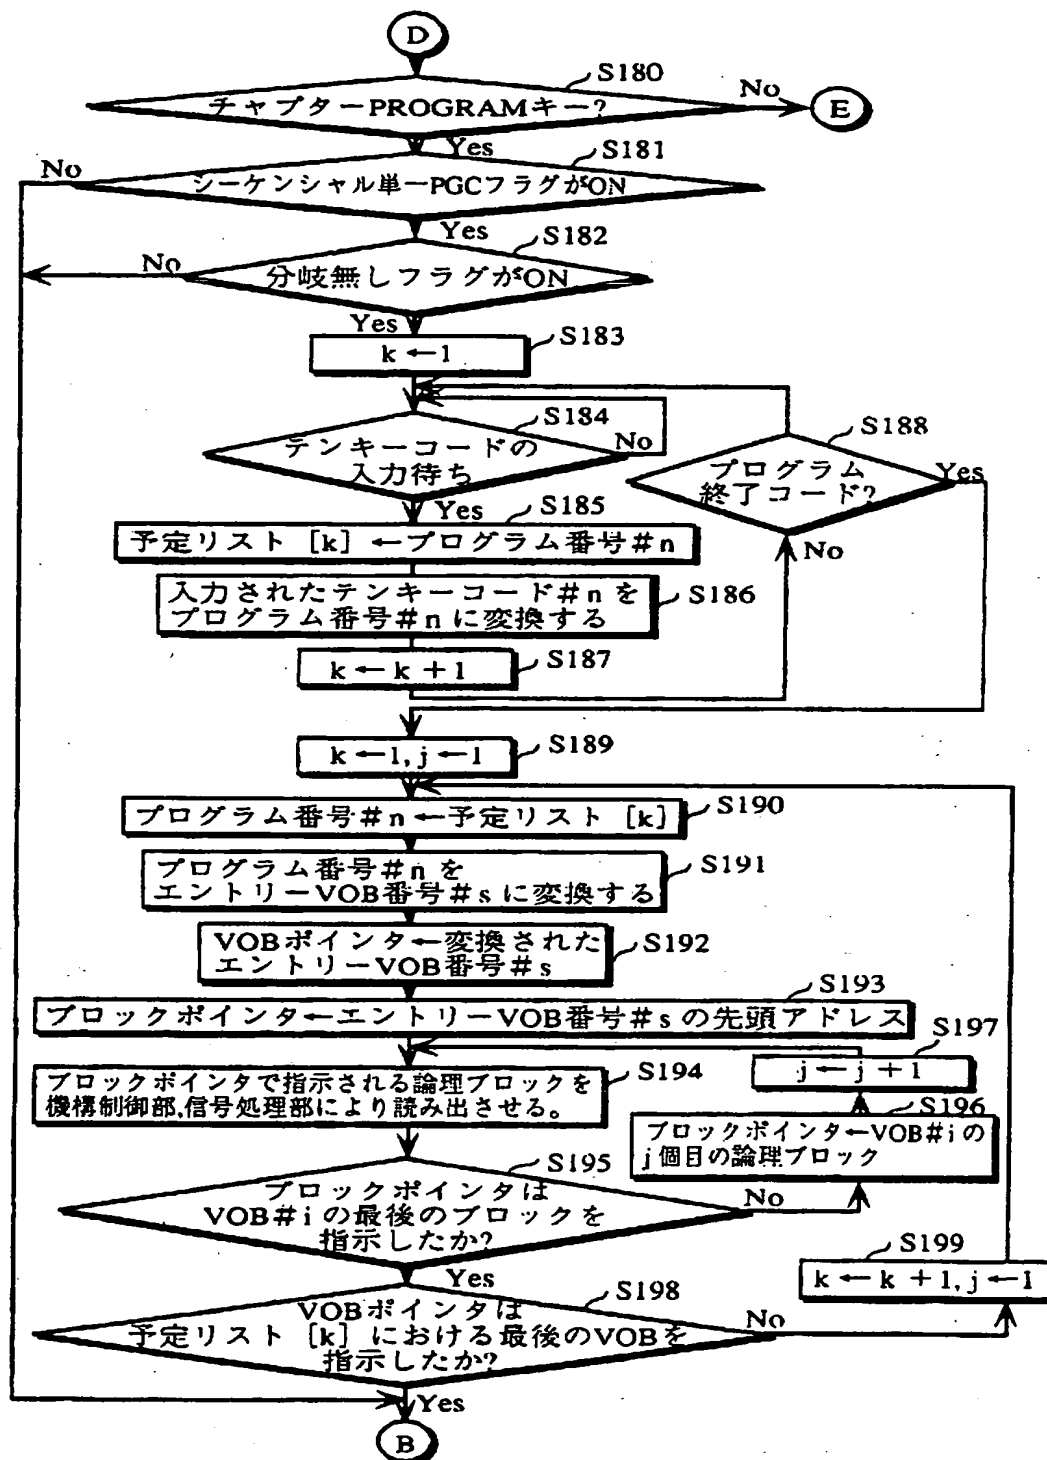 D
S180
チャプターPROGRAMキー?
No
E
Yes
S181
No
シーケンシャル単一PGCフラグがON
Yes
S182
No
分岐無しフラグがON
Yes
S183
k←1
S184
テンキーコードの
入力待ち
No
S188
プログラム
終了コード?
Yes
No
Yes
S185
予定リスト [k] ←プログラム番号#n
入力されたテンキーコード#nを
プログラム番号#nに変換する
S186
k←k+1
S187
k←1, j←1
S189
プログラム番号#n←予定リスト [k]
S190
プログラム番号#nを
エントリーVOB番号#sに変換する
S191
VOBポインタ←変換された
エントリーVOB番号#s
S192
S193
ブロックポインタ←エントリーVOB番号#sの先頭アドレス
S197
j←j+1
ブロックポインタで指示される論理ブロックを
機構制御部,信号処理部により読み出させる。
S194
S196
ブロックポインタ←VOB#iの
j個目の論理ブロック
S195
ブロックポインタは
VOB#iの最後のブロックを
指示したか?
No
Yes
S199
k←k+1, j←1
S198
VOBポインタは
予定リスト [k] における最後のVOBを
指示したか?
No
Yes
B